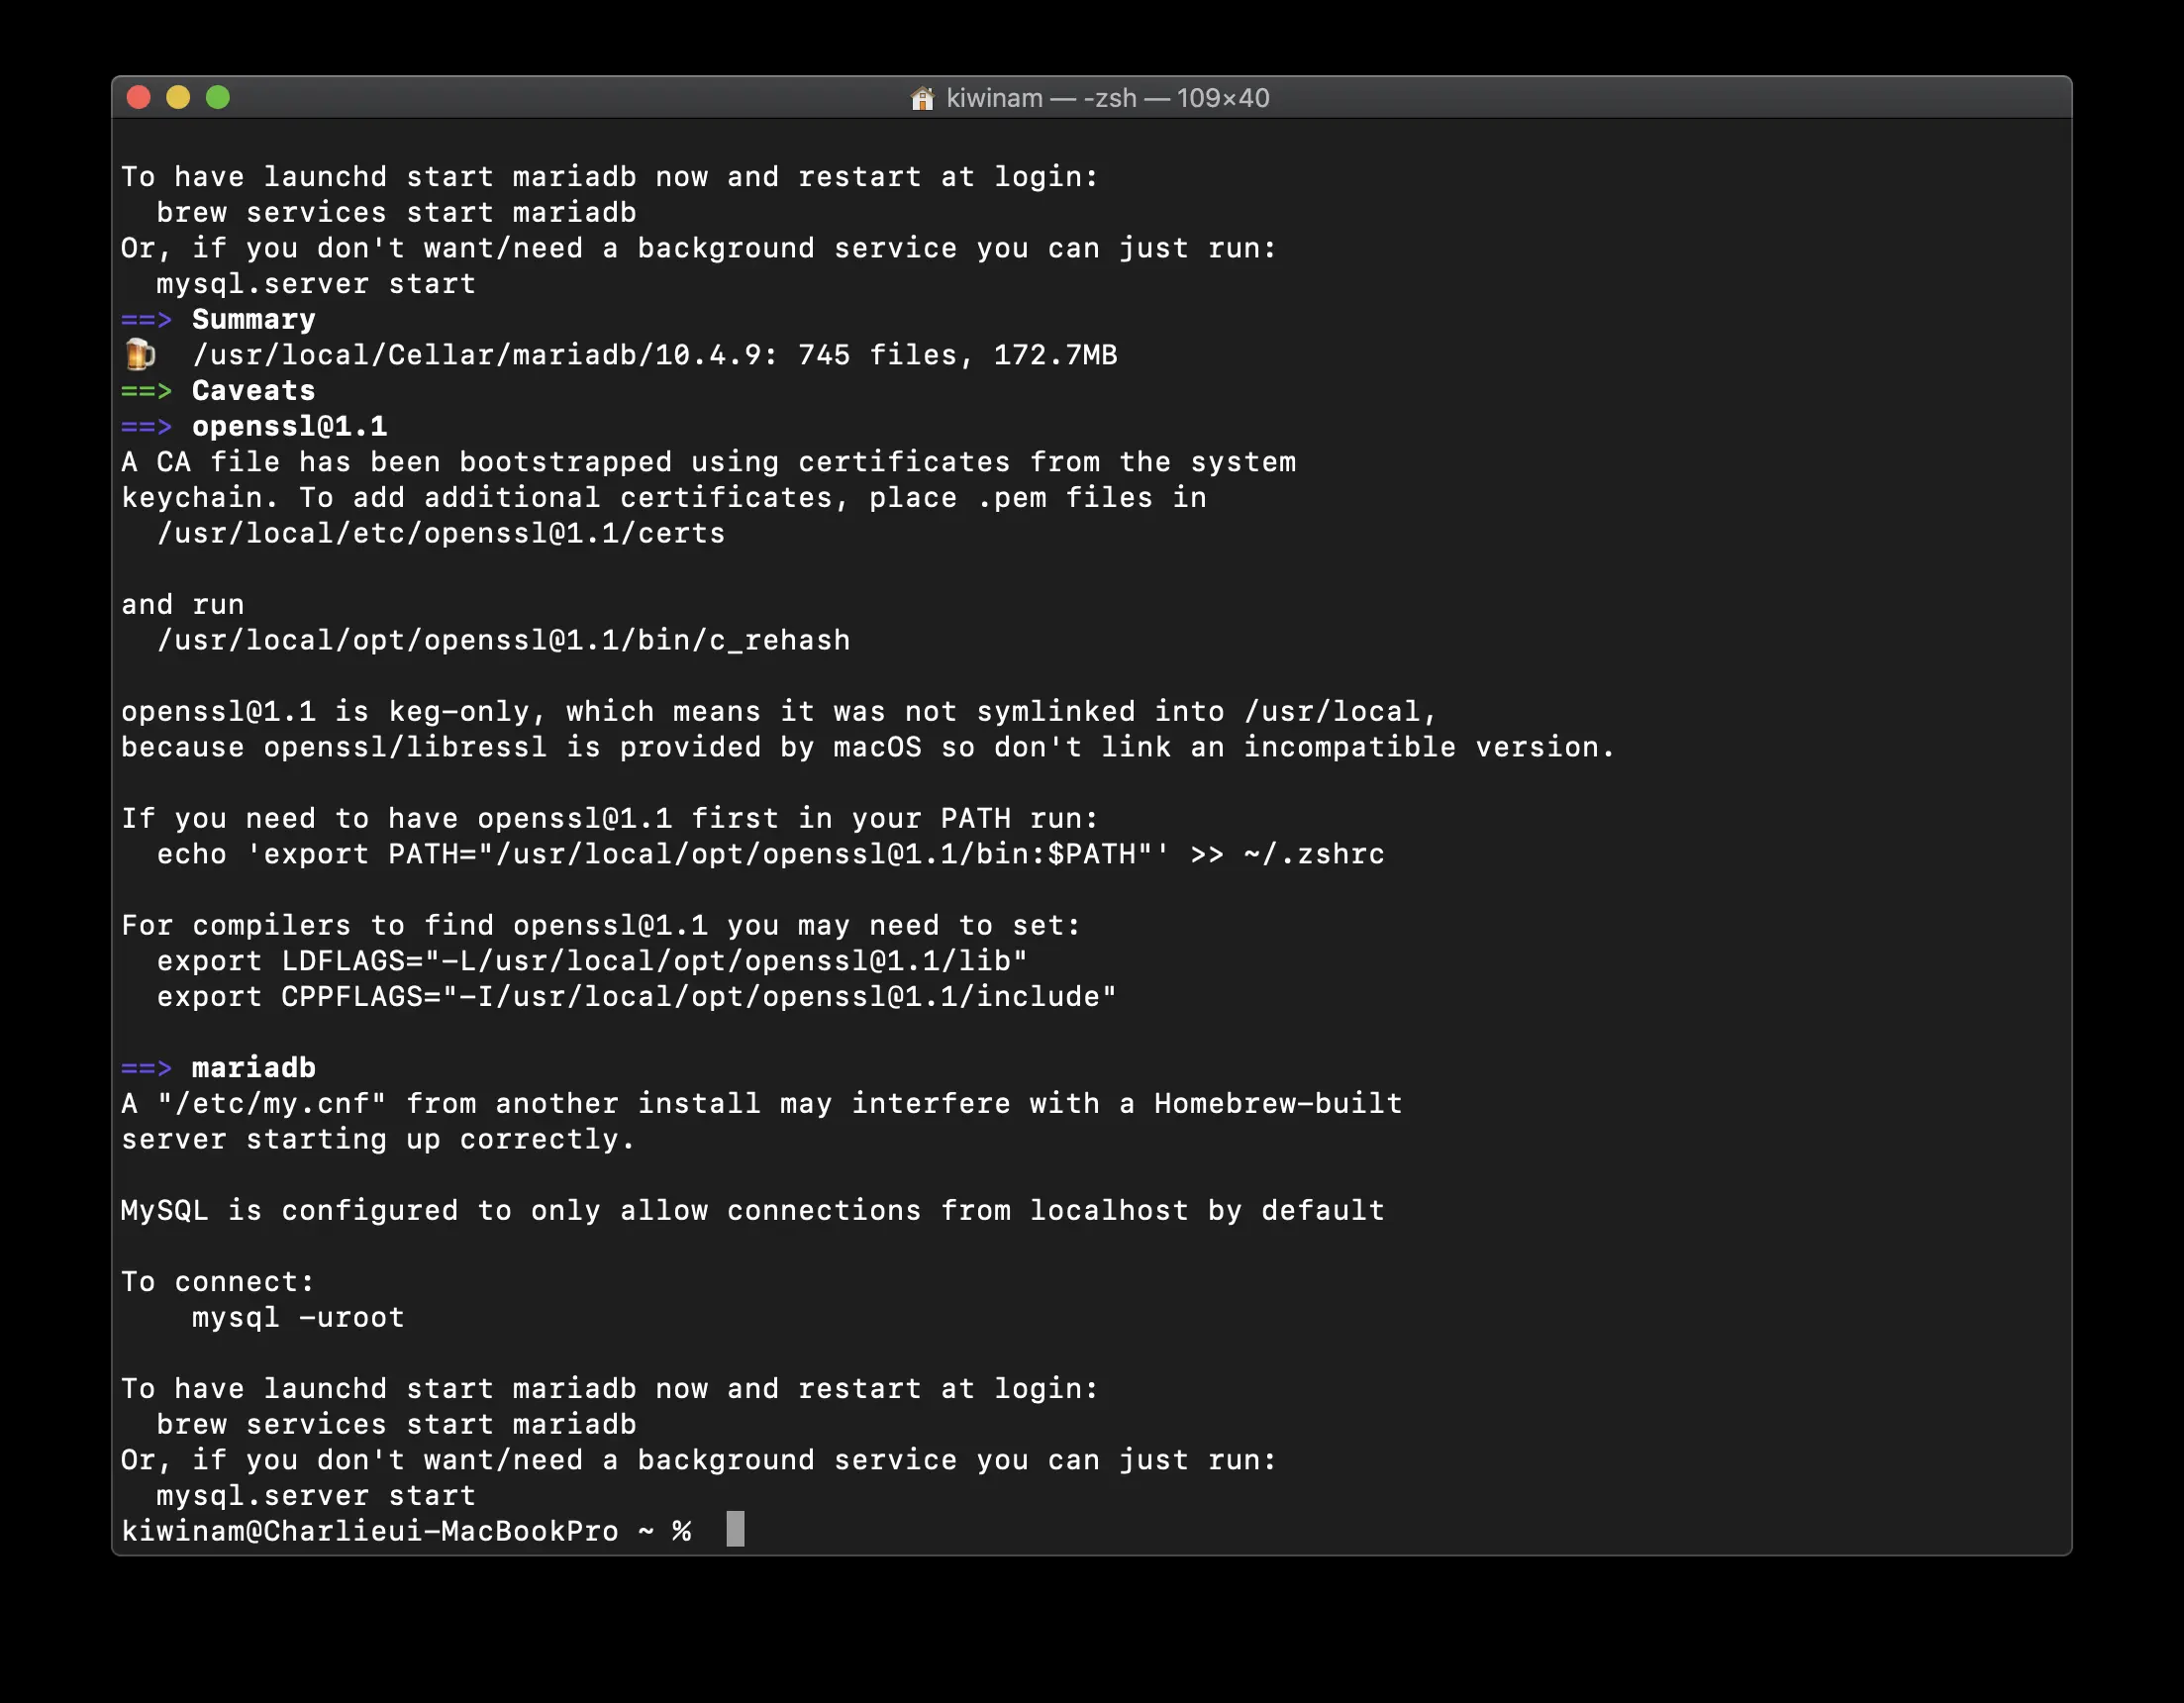 kiwinam — -zsh — 109×40
To have launchd start mariadb now and restart at login:
  brew services start mariadb
Or, if you don't want/need a background service you can just run:
  mysql.server start
==> Summary
🍺  /usr/local/Cellar/mariadb/10.4.9: 745 files, 172.7MB
==> Caveats
==> openssl@1.1
A CA file has been bootstrapped using certificates from the system
keychain. To add additional certificates, place .pem files in
  /usr/local/etc/openssl@1.1/certs

and run
  /usr/local/opt/openssl@1.1/bin/c_rehash

openssl@1.1 is keg-only, which means it was not symlinked into /usr/local,
because openssl/libressl is provided by macOS so don't link an incompatible version.

If you need to have openssl@1.1 first in your PATH run:
  echo 'export PATH="/usr/local/opt/openssl@1.1/bin:$PATH"' >> ~/.zshrc

For compilers to find openssl@1.1 you may need to set:
  export LDFLAGS="-L/usr/local/opt/openssl@1.1/lib"
  export CPPFLAGS="-I/usr/local/opt/openssl@1.1/include"

==> mariadb
A "/etc/my.cnf" from another install may interfere with a Homebrew-built
server starting up correctly.

MySQL is configured to only allow connections from localhost by default

To connect:
    mysql -uroot

To have launchd start mariadb now and restart at login:
  brew services start mariadb
Or, if you don't want/need a background service you can just run:
  mysql.server start
kiwinam@Charlieui-MacBookPro ~ %